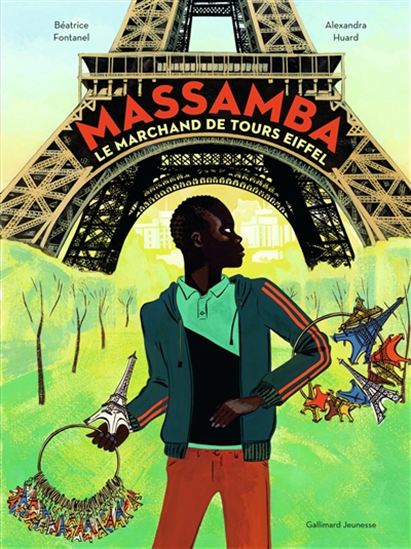 Béatrice
Fontanel
Alexandra
Huard
MASSAMBA
LE MARCHAND DE TOURS EIFFEL
Gallimard Jeunesse